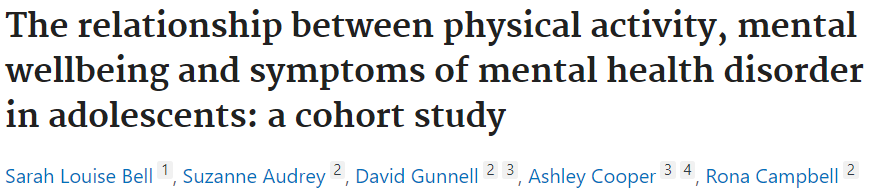 The relationship between physical activity, mental
wellbeing and symptoms of mental health disorder
in adolescents: a cohort study
Sarah Louise Bell 1, Suzanne Audrey 2, David Gunnell 2 3, Ashley Cooper 3 4, Rona Campbell 2